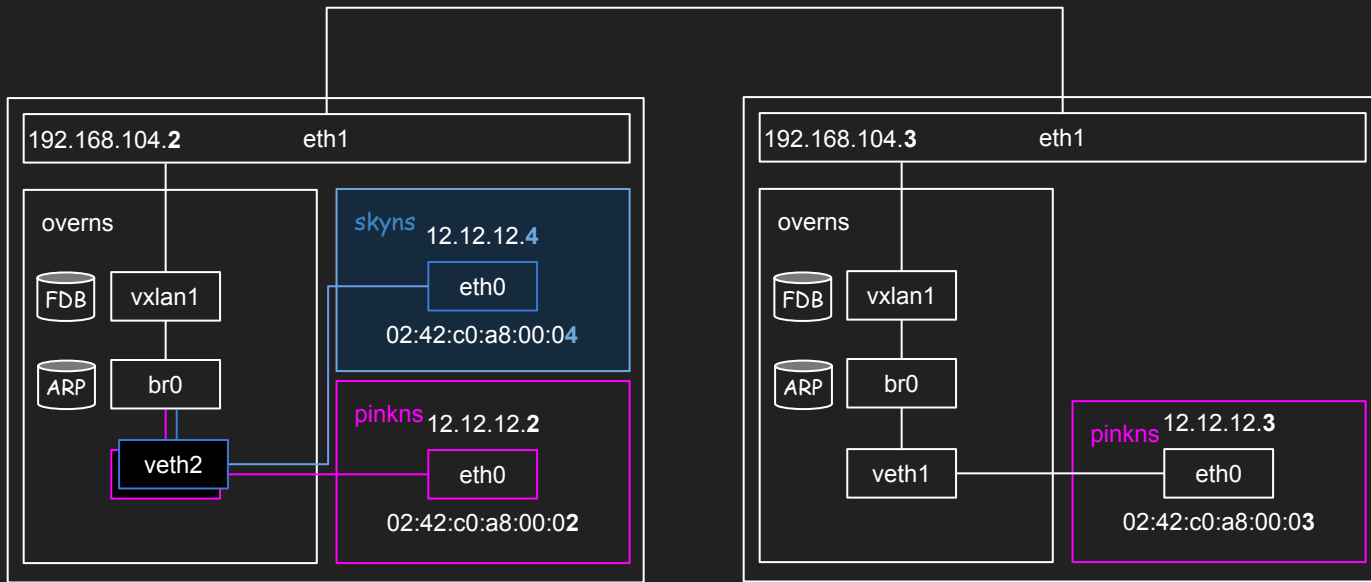 192.168.104.2 eth1
overns
FDB
vxlan1
ARP
br0
veth2
skyns
12.12.12.4
eth0
02:42:c0:a8:00:04
pinkns
12.12.12.2
eth0
02:42:c0:a8:00:02
192.168.104.3 eth1
overns
FDB
vxlan1
ARP
br0
veth1
pinkns
12.12.12.3
eth0
02:42:c0:a8:00:03